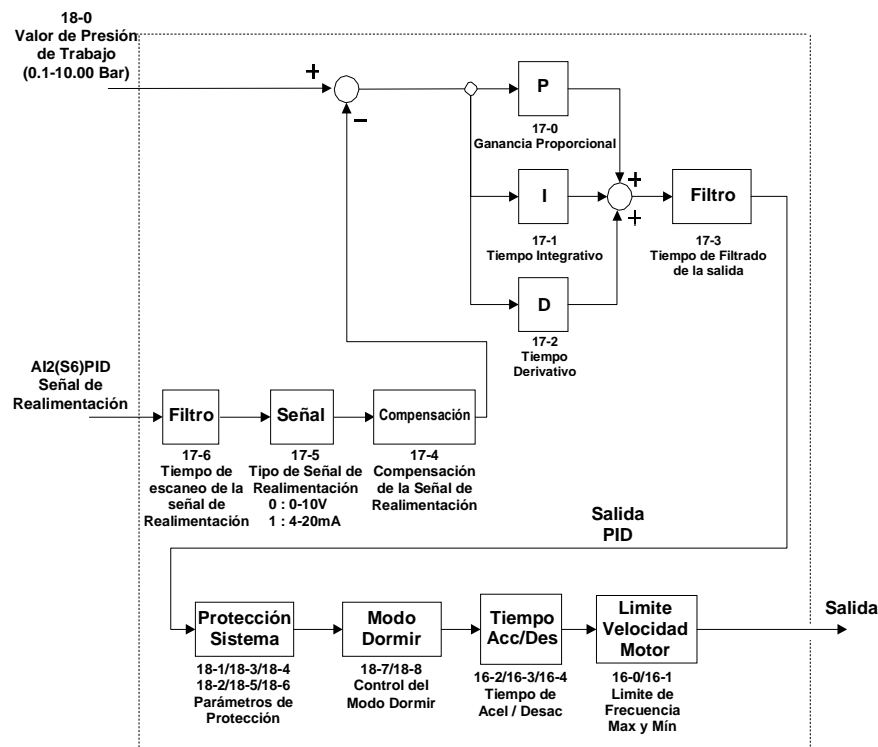 18-0
Valor de Presión
de Trabajo
(0.1-10.00 Bar)
+
−
P
17-0
Ganancia Proporcional
I
17-1
Tiempo Integrativo
D
17-2
Tiempo
Derivativo
+
+
Filtro
17-3
Tiempo de Filtrado
de la salida
AI2(S6)PID
Señal de
Realimentación
Filtro
17-6
Tiempo de
escaneo de la
señal de
Realimentación
Señal
17-5
Tipo de Señal de
Realimentación
0 : 0-10V
1 : 4-20mA
Compensación
17-4
Compensación
de la Señal de
Realimentación
Salida
PID
Protección
Sistema
18-1/18-3/18-4
18-2/18-5/18-6
Parámetros de
Protección
Modo
Dormir
18-7/18-8
Control del
Modo Dormir
Tiempo
Acc/Des
16-2/16-3/16-4
Tiempo de
Acel / Desac
Limite
Velocidad
Motor
16-0/16-1
Limite de
Frecuencia
Max y Mín
Salida